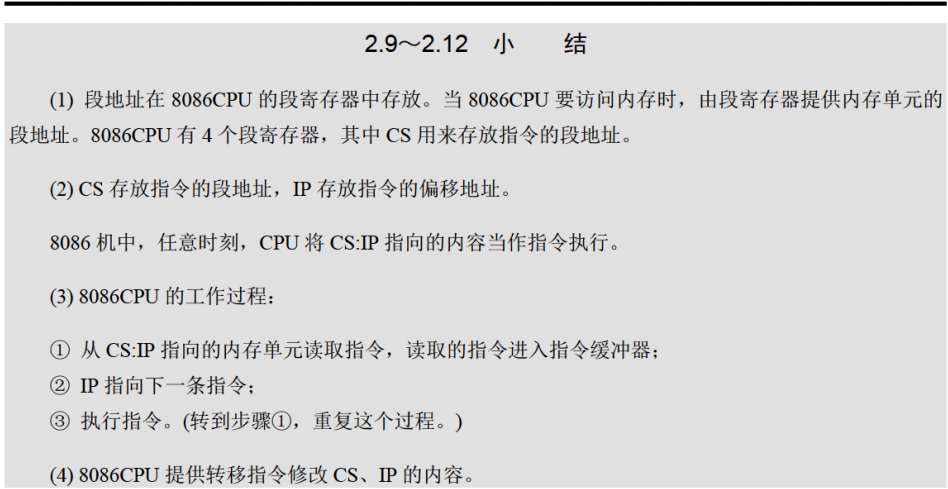 2.9～2.12 小 结
(1) 段地址在 8086CPU 的段寄存器中存放。当 8086CPU 要访问内存时，由段寄存器提供内存单元的
段地址。8086CPU 有 4 个段寄存器，其中 CS 用来存放指令的段地址。
(2) CS 存放指令的段地址，IP 存放指令的偏移地址。
8086 机中，任意时刻，CPU 将 CS:IP 指向的内容当作指令执行。
(3) 8086CPU 的工作过程：
① 从 CS:IP 指向的内存单元读取指令，读取的指令进入指令缓冲器；
② IP 指向下一条指令；
③ 执行指令。(转到步骤①，重复这个过程。)
(4) 8086CPU 提供转移指令修改 CS、IP 的内容。